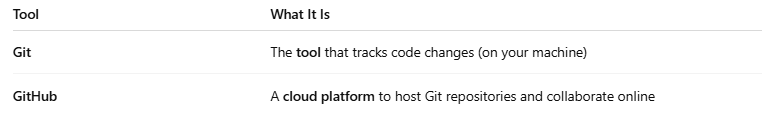 Tool What It Is
Git The tool that tracks code changes (on your machine)
GitHub A cloud platform to host Git repositories and collaborate online